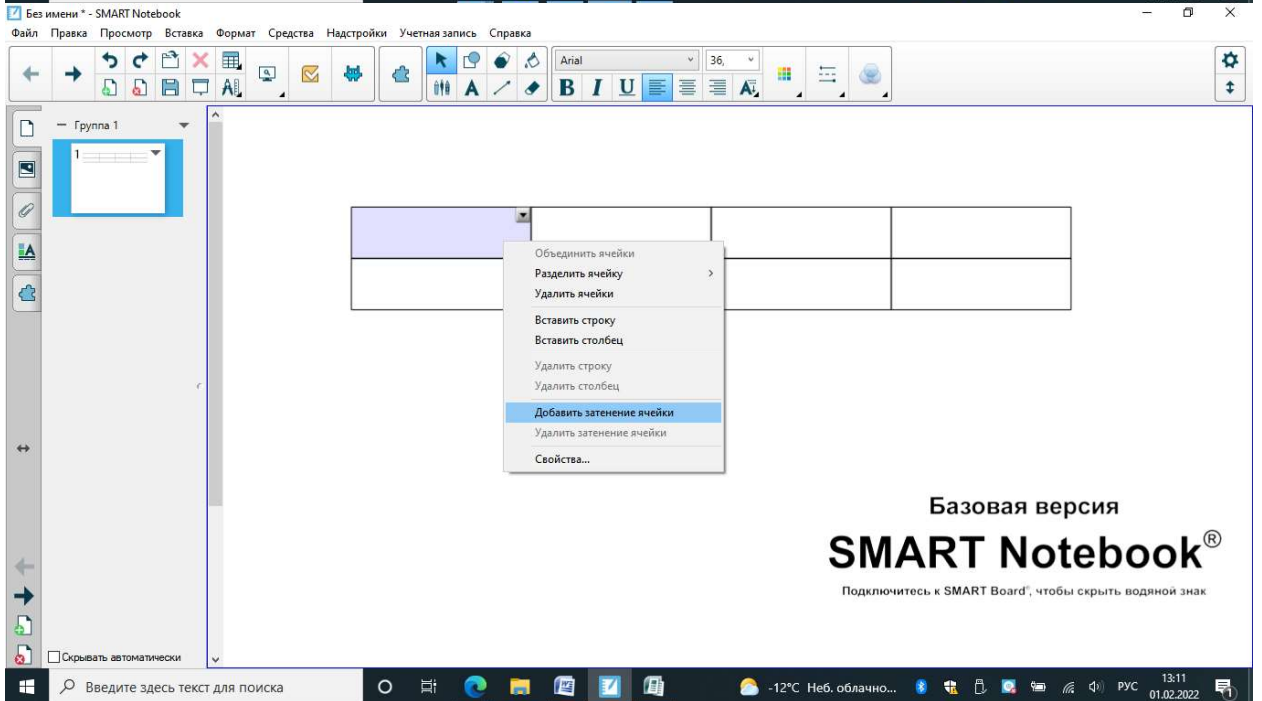 Без имени * - SMART Notebook
Файл Правка Просмотр Вставка Формат Средства Надстройки Учетная запись Справка
Arial 36,
B I U
Группа 1
1
Объединить ячейки
Разделить ячейку
Удалить ячейки
Вставить строку
Вставить столбец
Удалить строку
Удалить столбец
Добавить затенение ячейки
Удалить затенение ячейки
Свойства...
Базовая версия
SMART Notebook®
Подключитесь к SMART Board®, чтобы скрыть водяной знак
Скрывать автоматически
Введите здесь текст для поиска
-12°C Неб. облачно...
РУС
13:11
01.02.2022